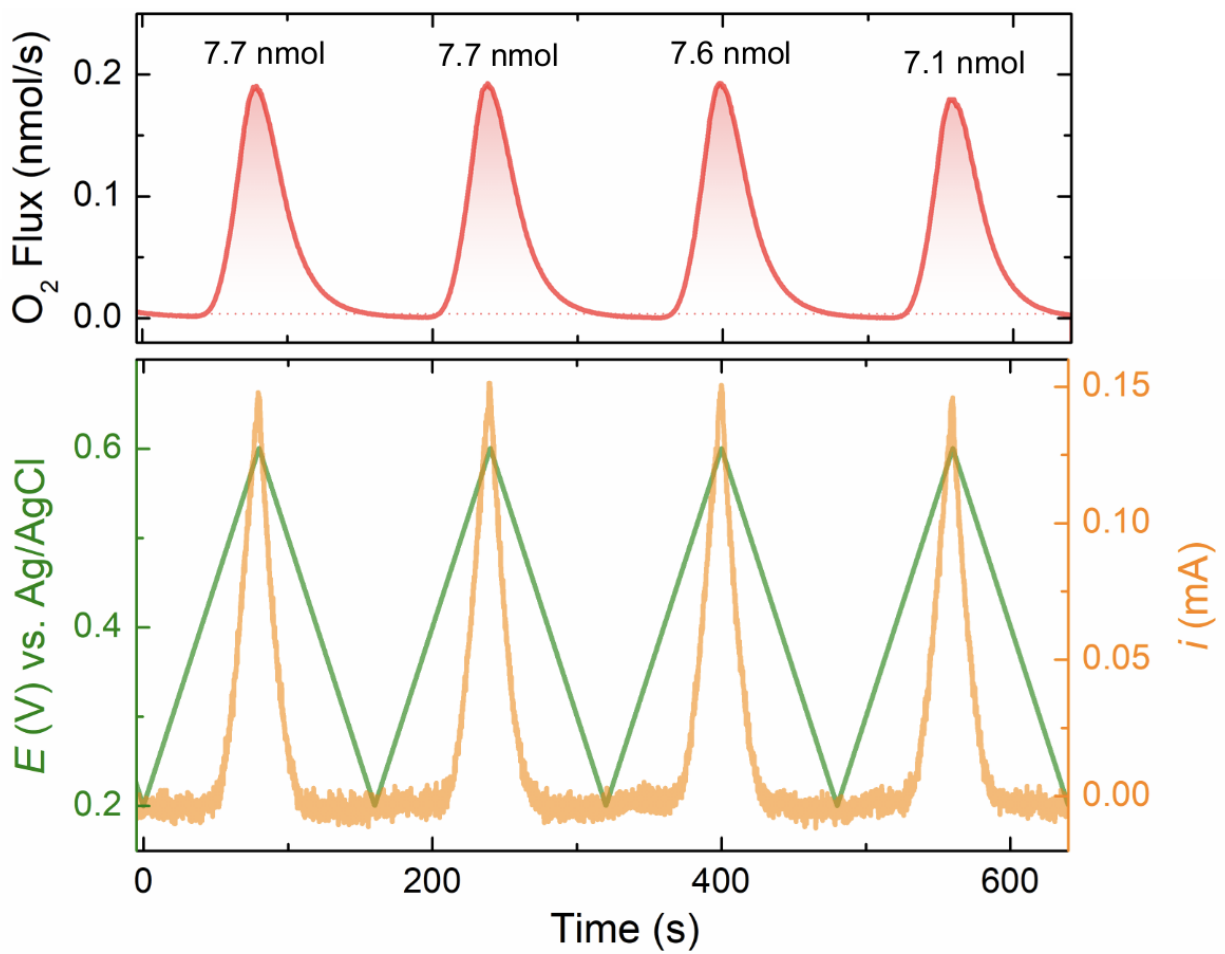 7.7 nmol
7.7 nmol
7.6 nmol
7.1 nmol
O₂ Flux (nmol/s)
0.2
0.1
0.0
E (V) vs. Ag/AgCl
0.6
0.4
0.2
0.15
0.10
0.05
0.00
i (mA)
0
200
400
600
Time (s)